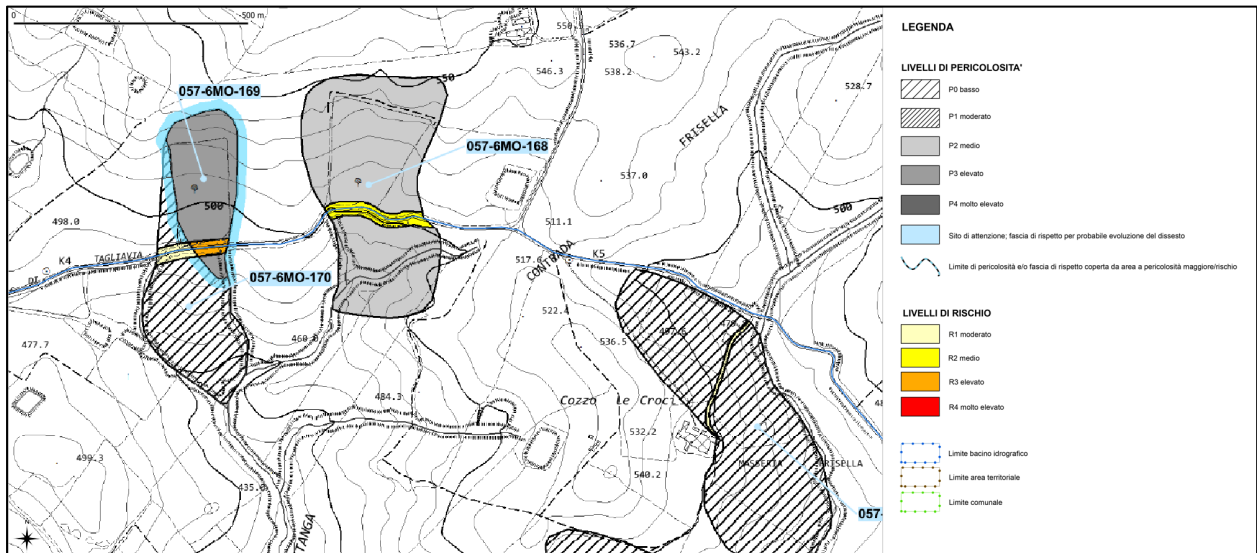 0
500 m
550
536.7
543.2
546.3
538.2
528.7
50
057-6MO-169
057-6MO-168
FRISELLA
537.0
498.0
500
500
511.1
K4
TAGLIAVIA
DI
517.6
CONTRADA
K5
057-6MO-170
522.4
536.5
477.7
460.0
484.3
Cozzo le Croci
532.2
499.3
540.2
MASSERIA FRISELLA
435.0
TANGA
057-
LEGENDA
LIVELLI DI PERICOLOSITA'
P0 basso
P1 moderato
P2 medio
P3 elevato
P4 molto elevato
Sito di attenzione; fascia di rispetto per probabile evoluzione del dissesto
Limite di pericolosità e/o fascia di rispetto coperta da area a pericolosità maggiore/rischio
LIVELLI DI RISCHIO
R1 moderato
R2 medio
R3 elevato
R4 molto elevato
Limite bacino idrografico
Limite area territoriale
Limite comunale